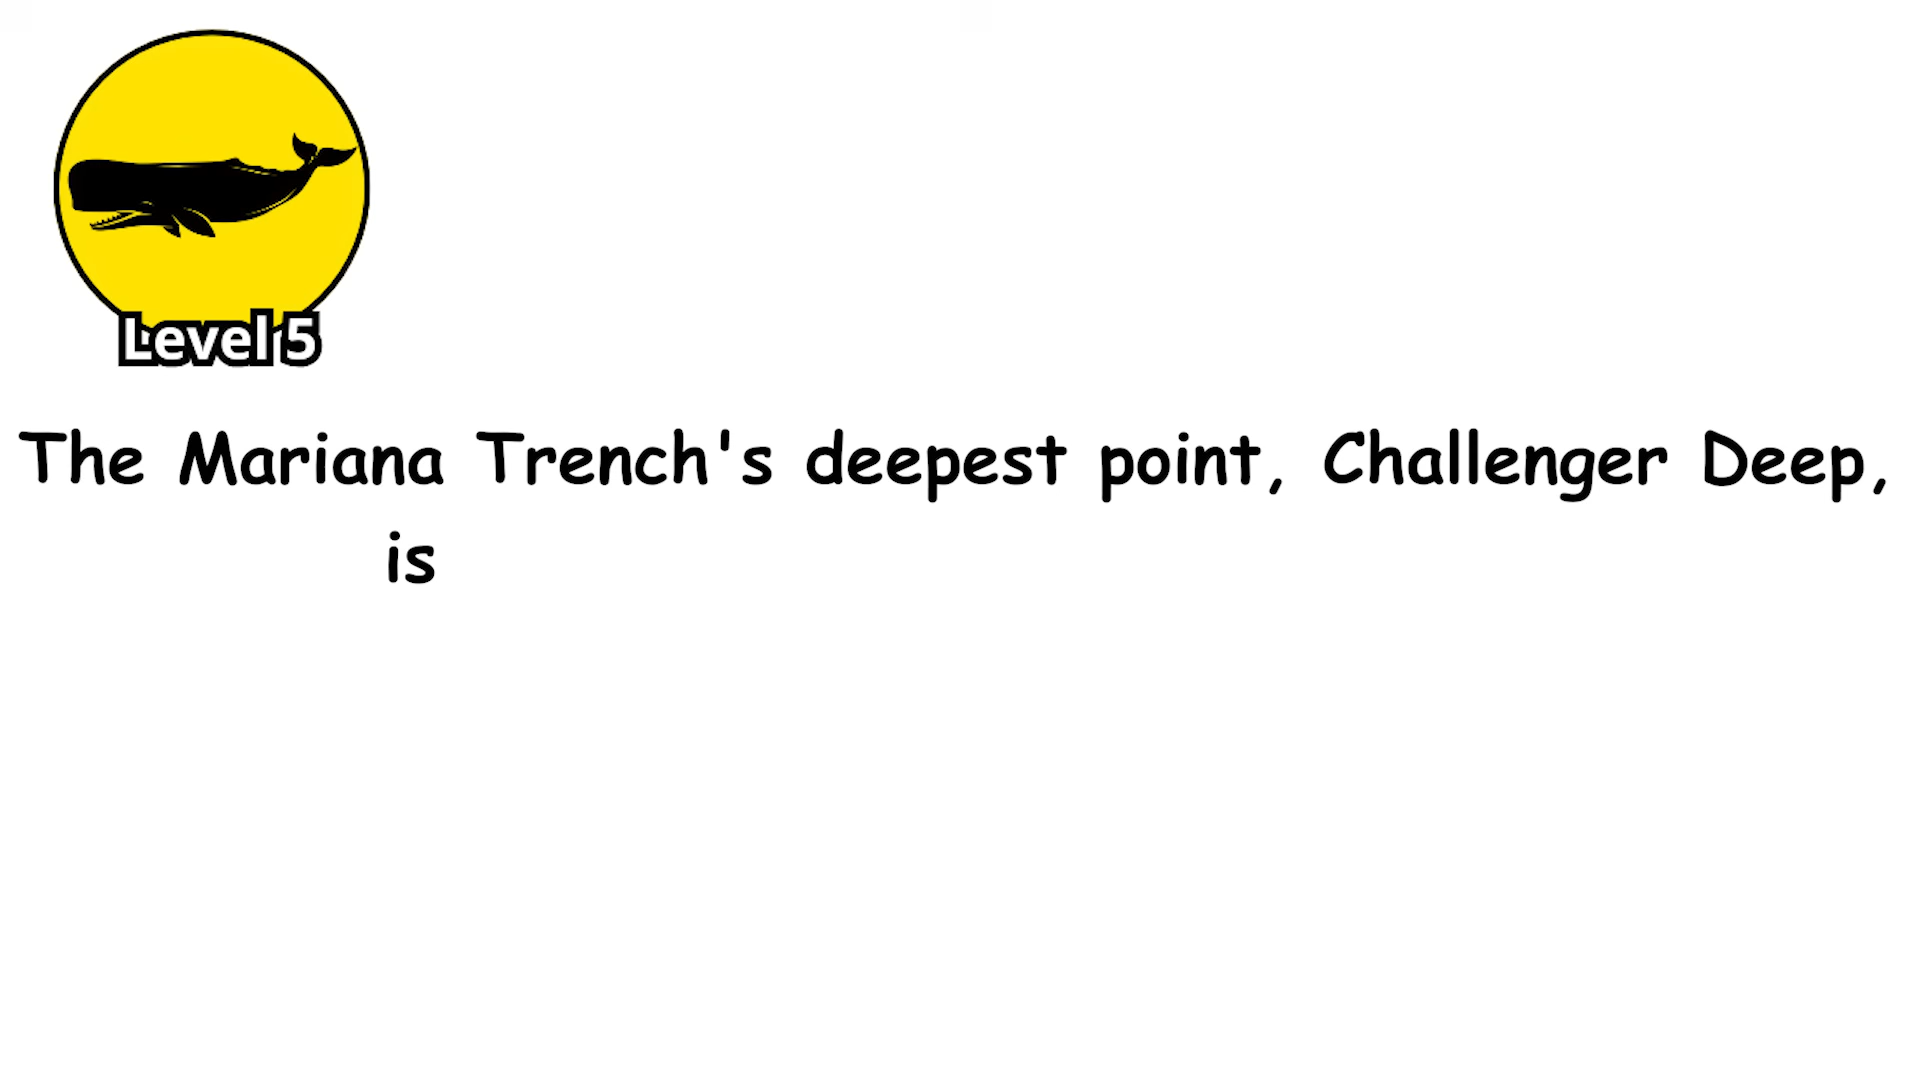 Level 5
The Mariana Trench's deepest point, Challenger Deep,
is